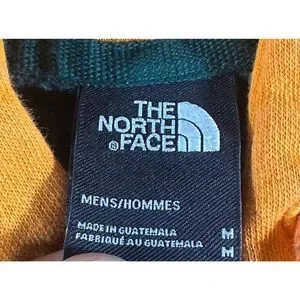 THE
NORTH
FACE®
MENS/HOMMES
MADE IN GUATEMALA M
FABRIQUÉ AU GUATEMALA M